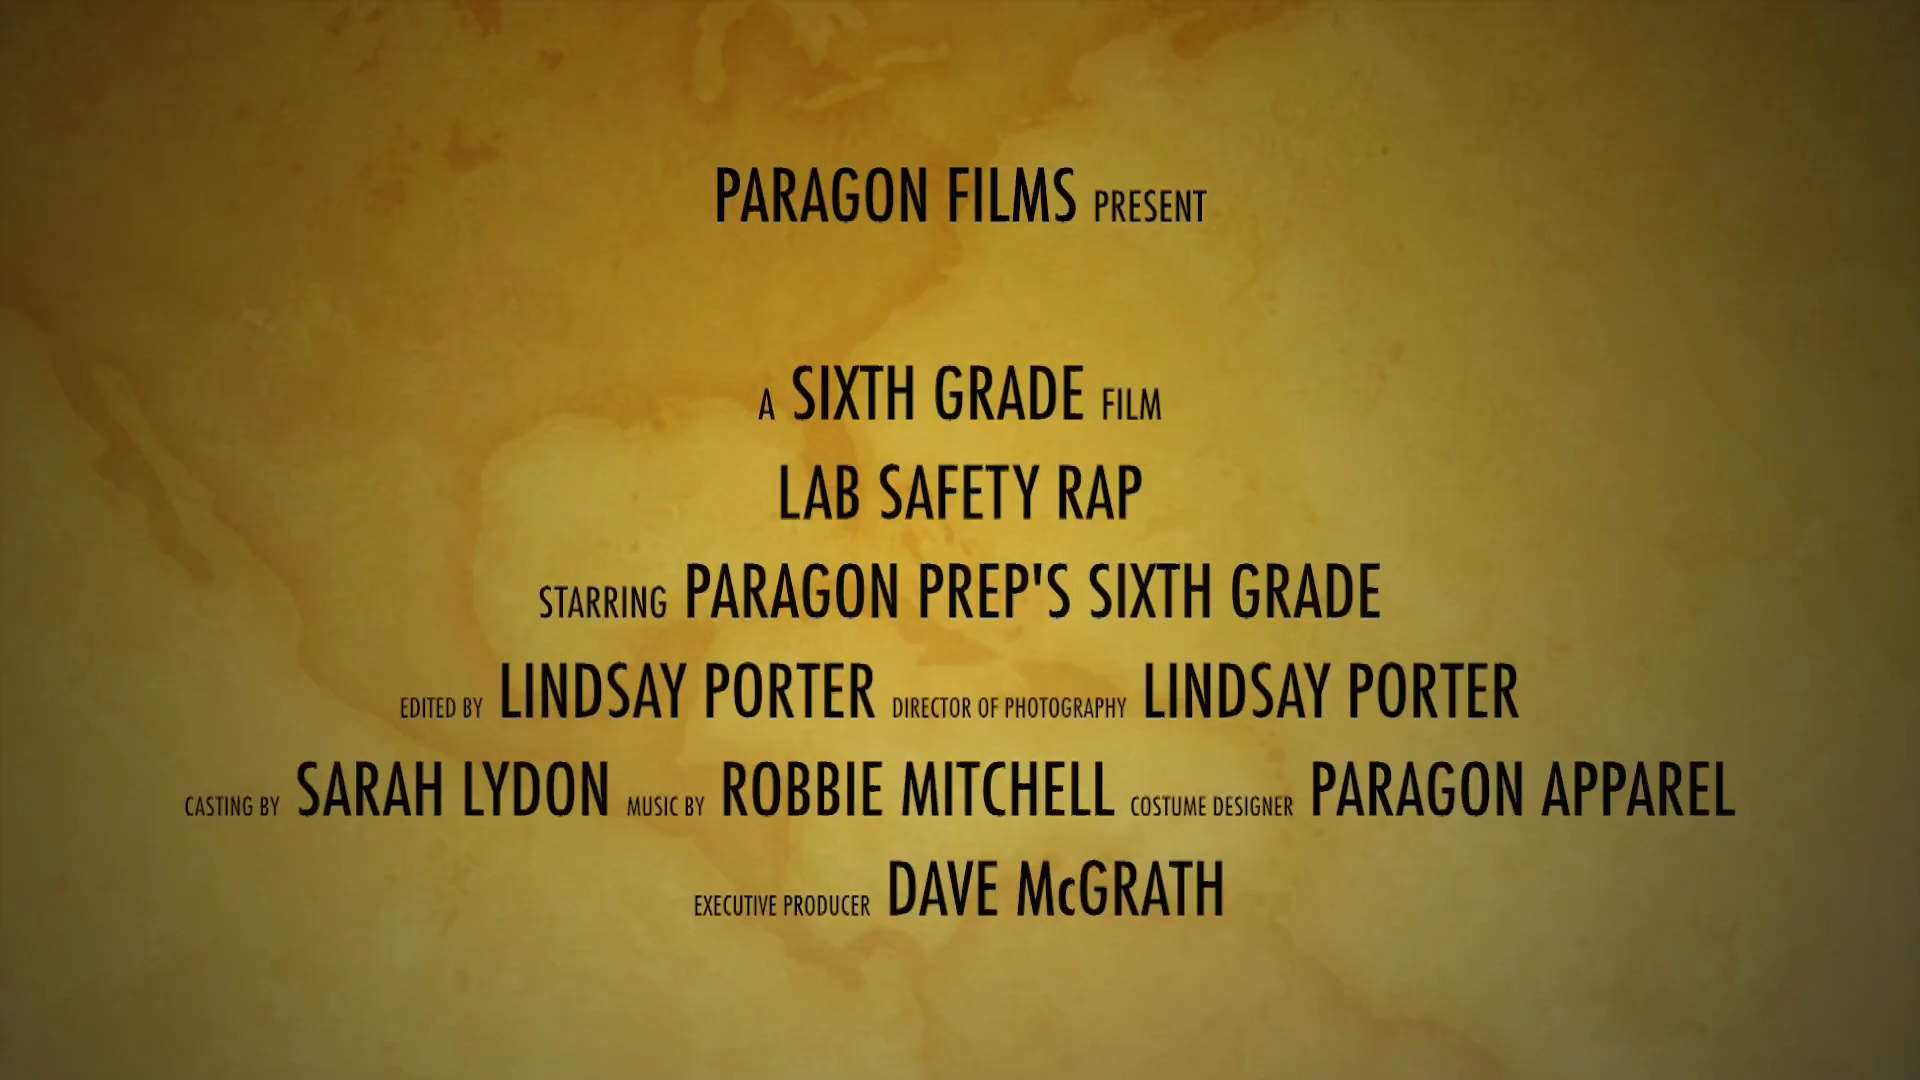 PARAGON FILMS PRESENT
A SIXTH GRADE FILM
LAB SAFETY RAP
STARRING PARAGON PREP'S SIXTH GRADE
EDITED BY LINDSAY PORTER DIRECTOR OF PHOTOGRAPHY LINDSAY PORTER
CASTING BY SARAH LYDON MUSIC BY ROBBIE MITCHELL COSTUME DESIGNER PARAGON APPAREL
EXECUTIVE PRODUCER DAVE McGRATH